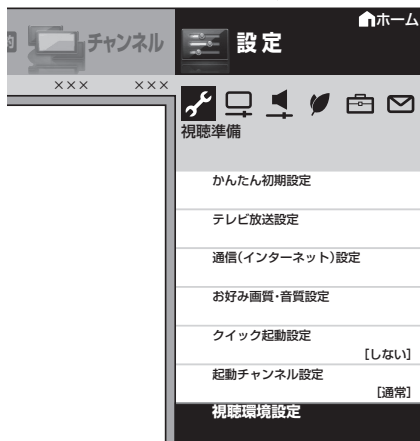 ホーム
チャンネル
設定
××× ×××
視聴準備
かんたん初期設定
テレビ放送設定
通信(インターネット)設定
お好み画質・音質設定
クイック起動設定
[しない]
起動チャンネル設定
[通常]
視聴環境設定